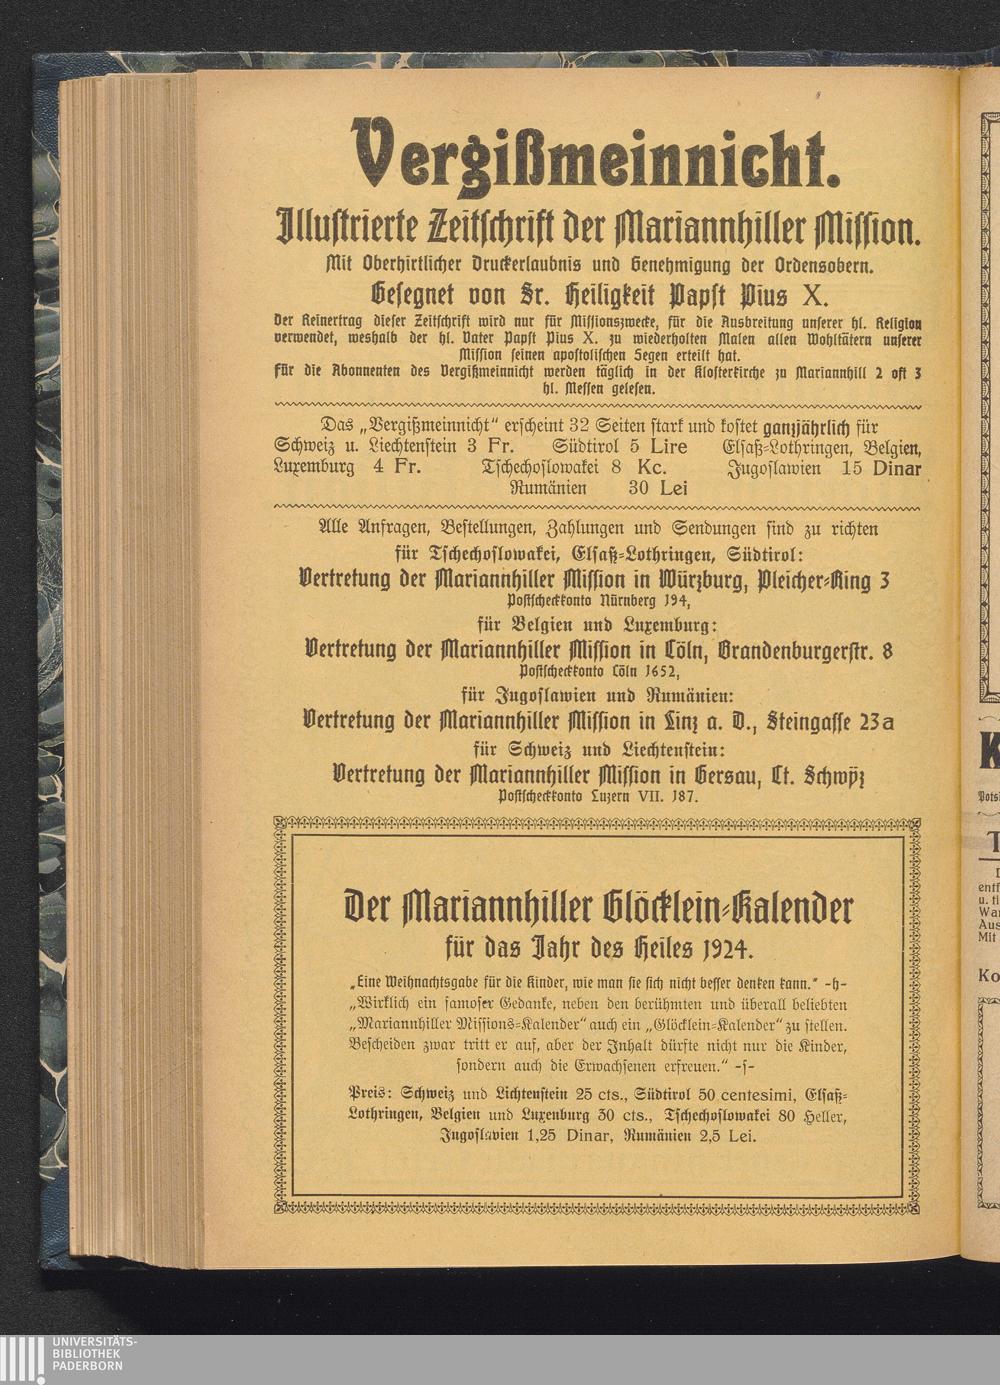 Vergißmeinnicht.
Illustrierte Zeitschrift der Mariannhiller Mission.
Mit Oberhirtlicher Druckerlaubnis und Genehmigung der Ordensobern.
Gesegnet von Sr. Heiligkeit Papst Pius X.
Der Reinertrag dieser Zeitschrift wird nur für Missionszwecke, für die Ausbreitung unserer hl. Religion
verwendet, weshalb der hl. Vater Papst Pius X. zu wiederholten Malen allen Wohltätern unserer
Mission seinen apostolischen Segen erteilt hat.
Für die Abonnenten des Vergißmeinnicht werden täglich in der Klosterkirche zu Mariannhill 2 oft 3
hl. Messen gelesen.
Das „Vergißmeinnicht“ erscheint 32 Seiten stark und kostet ganzjährlich für
Schweiz u. Liechtenstein 3 Fr. Südtirol 5 Lire Elsaß-Lothringen, Belgien,
Luxemburg 4 Fr. Tschechoslowakei 8 Kc. Jugoslawien 15 Dinar
Rumänien 30 Lei
Alle Anfragen, Bestellungen, Zahlungen und Sendungen sind zu richten
für Tschechoslowakei, Elsaß-Lothringen, Südtirol:
Vertretung der Mariannhiller Mission in Würzburg, Pleicher-Ring 3
Postscheckkonto Nürnberg 194,
für Belgien und Luxemburg:
Vertretung der Mariannhiller Mission in Cöln, Brandenburgerstr. 8
Postscheckkonto Cöln 1652,
für Jugoslawien und Rumänien:
Vertretung der Mariannhiller Mission in Linz a. D., Steingasse 23a
für Schweiz und Liechtenstein:
Vertretung der Mariannhiller Mission in Gersau, Ct. Schwÿz
Postscheckkonto Luzern VII. 187.
Der Mariannhiller Glöcklein-Kalender
für das Jahr des Heiles 1924.
„Eine Weihnachtsgabe für die Kinder, wie man sie sich nicht besser denken kann.“ -h-
„Wirklich ein famoser Gedanke, neben den berühmten und überall beliebten
„Mariannhiller Missions-Kalender“ auch ein „Glöcklein-Kalender“ zu stellen.
Bescheiden zwar tritt er auf, aber der Inhalt dürfte nicht nur die Kinder,
sondern auch die Erwachsenen erfreuen.“ -s-
Preis: Schweiz und Lichtenstein 25 cts., Südtirol 50 centesimi, Elsaß-
Lothringen, Belgien und Luxenburg 30 cts., Tschechoslowakei 80 Heller,
Jugoslavien 1,25 Dinar, Rumänien 2,5 Lei.
UNIVERSITÄTS-
BIBLIOTHEK
PADERBORN